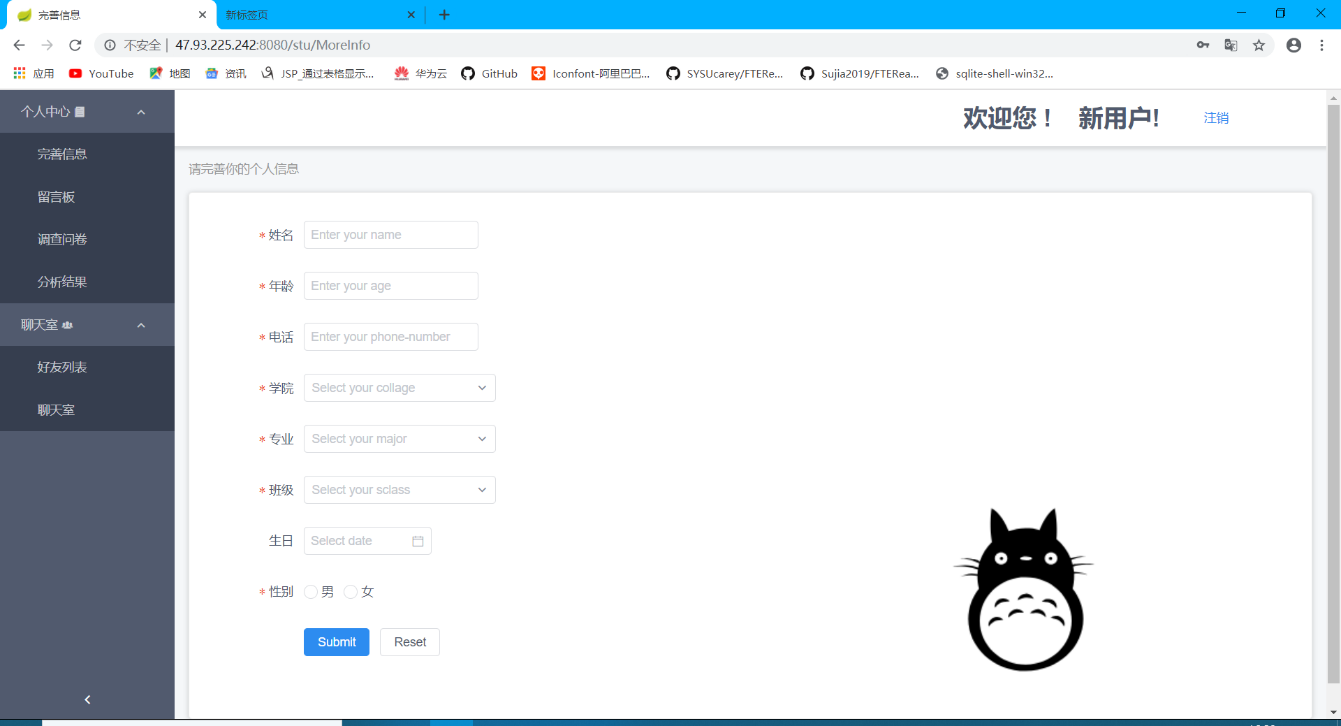 完善信息
新标签页
不安全 | 47.93.225.242:8080/stu/MoreInfo
应用 YouTube 地图 资讯 JSP_通过表格显示... 华为云 GitHub Iconfont-阿里巴巴... SYSUcarey/FTERe... Sujia2019/FTERea... sqlite-shell-win32...
个人中心
完善信息
留言板
调查问卷
分析结果
聊天室
好友列表
聊天室
欢迎您！ 新用户! 注销
请完善你的个人信息
* 姓名 Enter your name
* 年龄 Enter your age
* 电话 Enter your phone-number
* 学院 Select your collage
* 专业 Select your major
* 班级 Select your sclass
生日 Select date
* 性别 男 女
Submit Reset